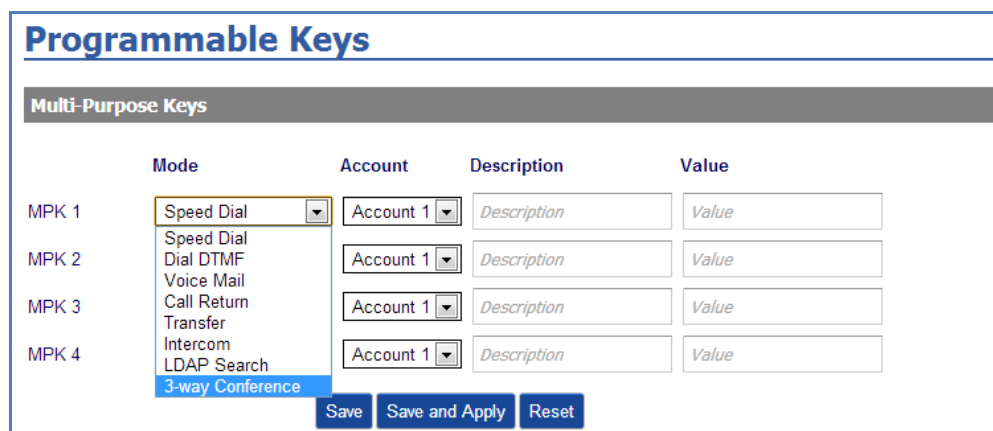 Programmable Keys
Multi-Purpose Keys
Mode Account Description Value
MPK 1 Speed Dial Account 1 Description Value
Speed Dial
MPK 2 Dial DTMF Account 1 Description Value
Voice Mail
MPK 3 Call Return Account 1 Description Value
Transfer
MPK 4 Intercom Account 1 Description Value
LDAP Search
3-way Conference
Save Save and Apply Reset